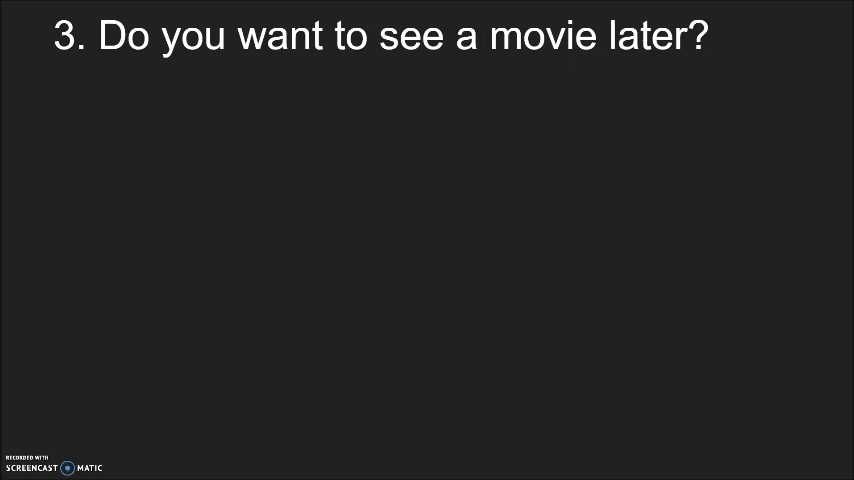 3. Do you want to see a movie later?
RECORDED WITH
SCREENCAST MATIC